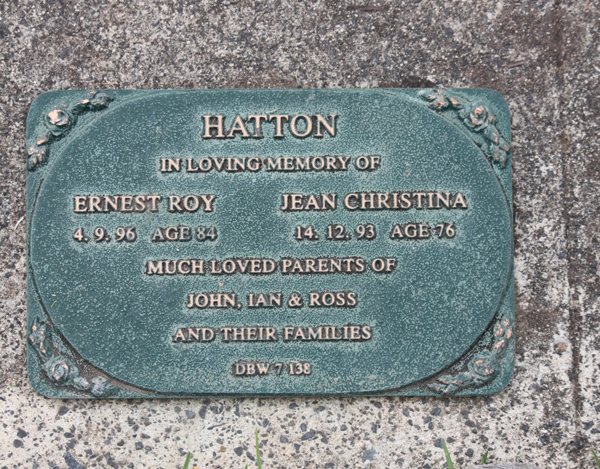 HATTON
IN LOVING MEMORY OF
ERNEST ROY JEAN CHRISTINA
4. 9. 96 AGE 84 14. 12. 93 AGE 76
MUCH LOVED PARENTS OF
JOHN, IAN & ROSS
AND THEIR FAMILIES
DBW 7 138